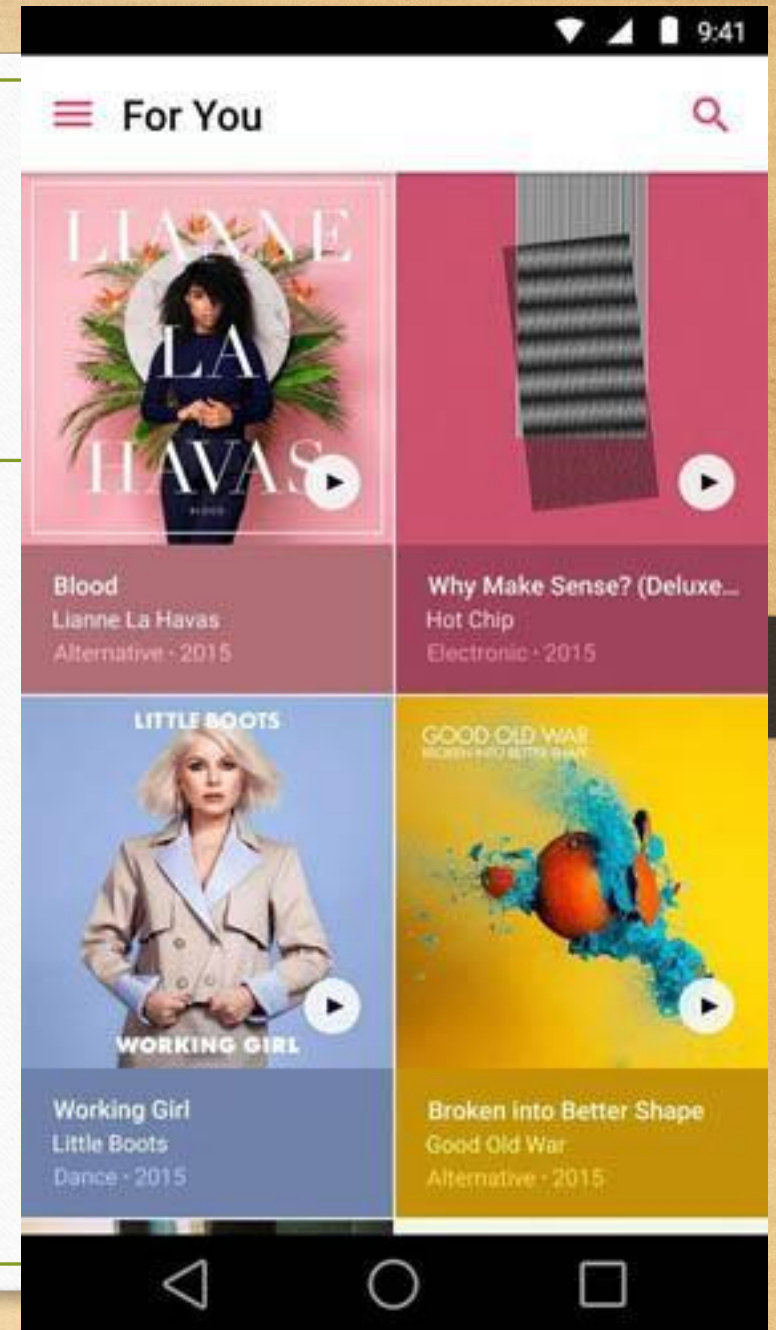 9:41
For You
LIANNE
LA
HAVAS
BLOOD
Blood
Lianne La Havas
Alternative · 2015
Why Make Sense? (Deluxe...
Hot Chip
Electronic · 2015
LITTLE BOOTS
WORKING GIRL
Working Girl
Little Boots
Dance · 2015
GOOD OLD WAR
BROKEN INTO BETTER SHAPE
Broken into Better Shape
Good Old War
Alternative · 2015